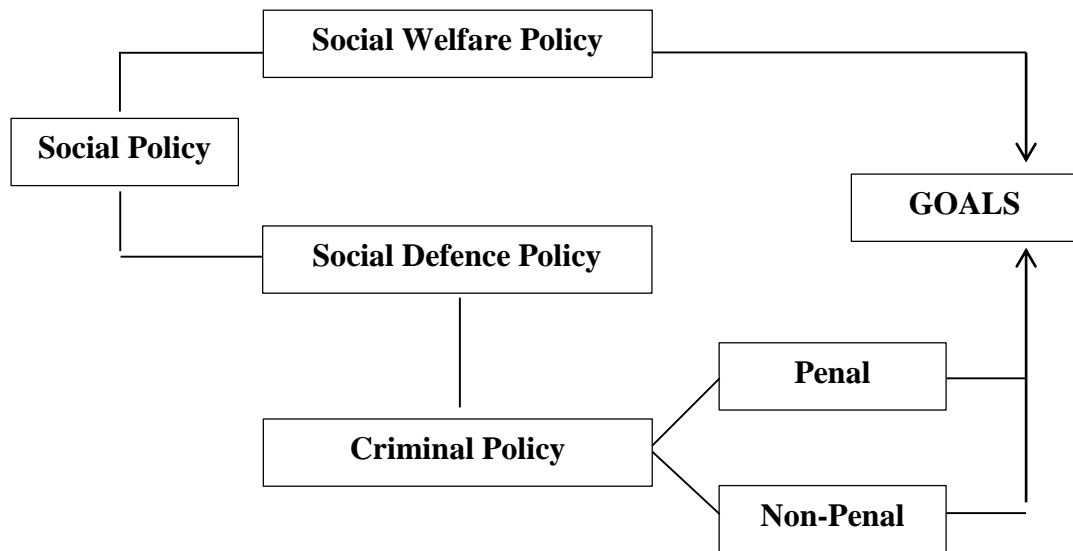 Social Welfare Policy
Social Policy
GOALS
Social Defence Policy
Penal
Criminal Policy
Non-Penal